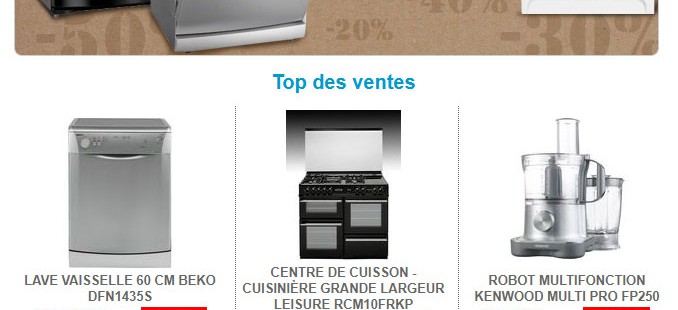 -50%
-20%
-40%
-30%
Top des ventes
LAVE VAISSELLE 60 CM BEKO
DFN1435S
CENTRE DE CUISSON -
CUISINIÈRE GRANDE LARGEUR
LEISURE RCM10FRKP
ROBOT MULTIFONCTION
KENWOOD MULTI PRO FP250